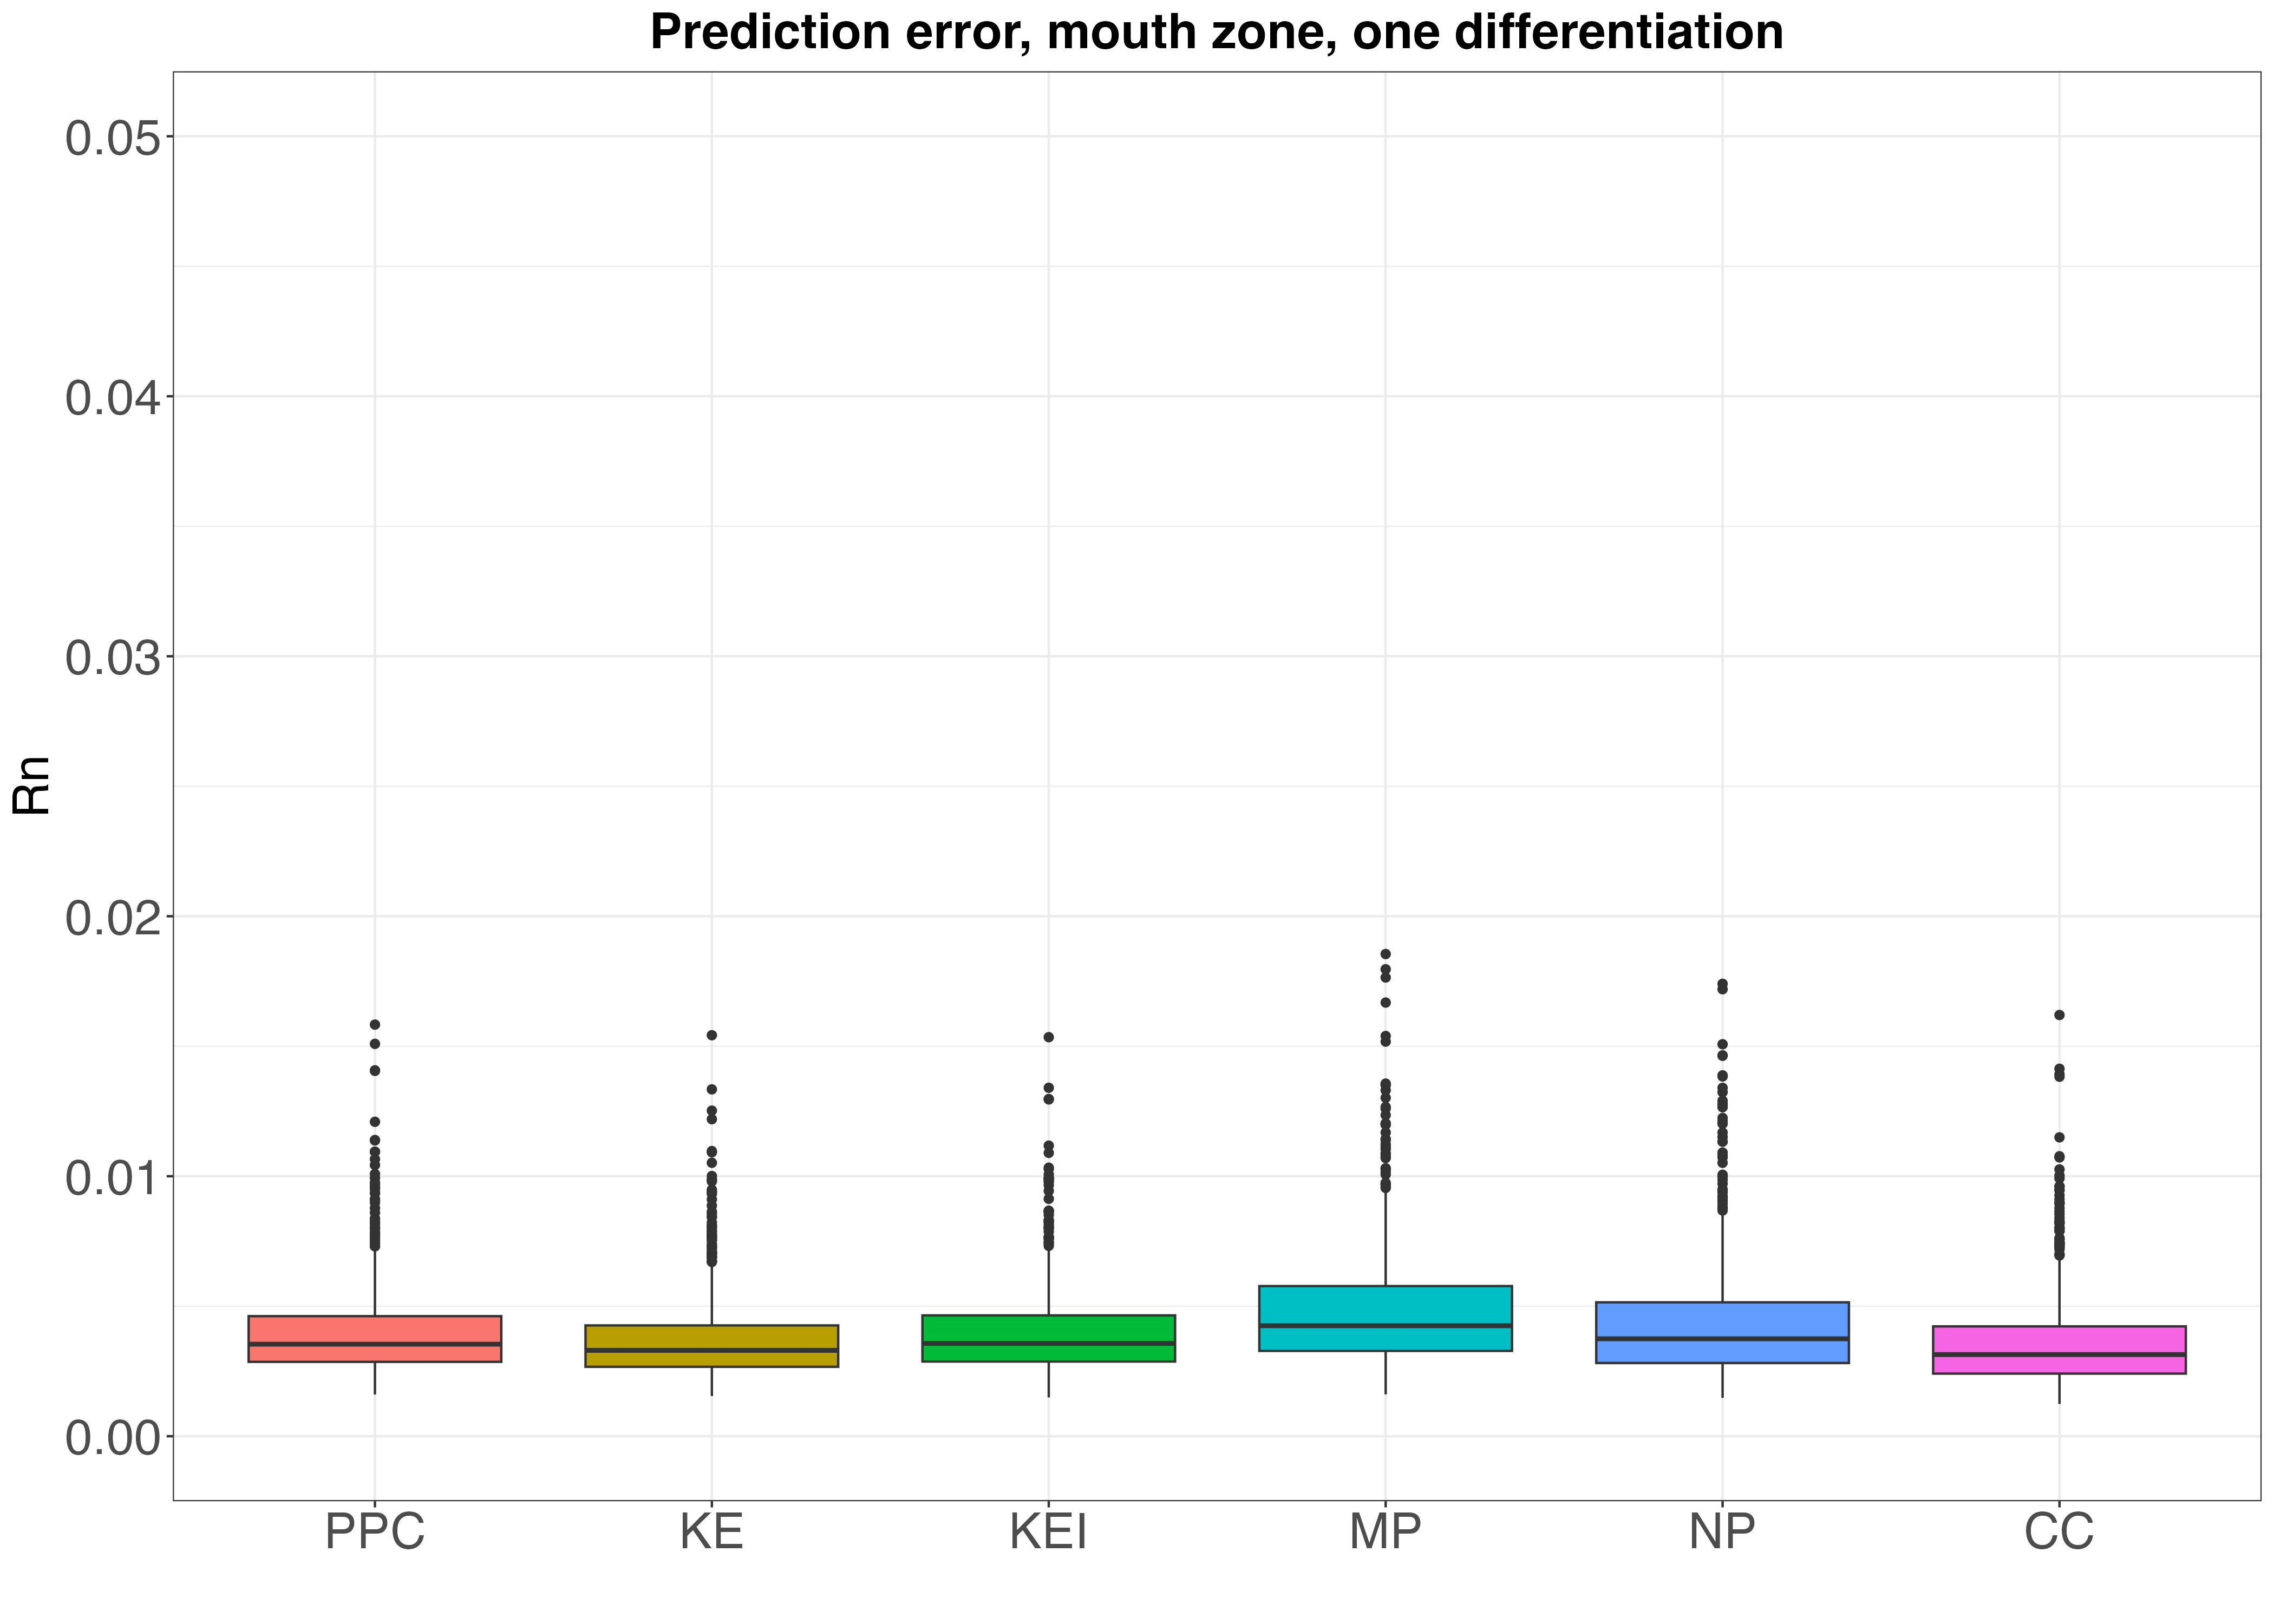 Prediction error, mouth zone, one differentiation
Rn
0.05
0.04
0.03
0.02
0.01
0.00
PPC KE KEI MP NP CC